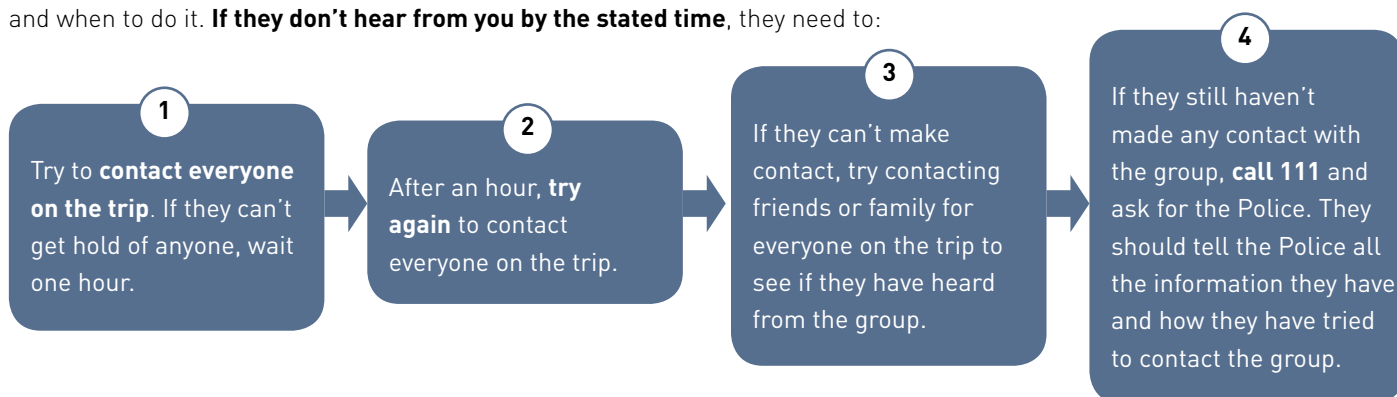 and when to do it. If they don't hear from you by the stated time, they need to:
1
Try to contact everyone
on the trip. If they can't
get hold of anyone, wait
one hour.
2
After an hour, try
again to contact
everyone on the trip.
3
If they can't make
contact, try contacting
friends or family for
everyone on the trip to
see if they have heard
from the group.
4
If they still haven't
made any contact with
the group, call 111 and
ask for the Police. They
should tell the Police all
the information they have
and how they have tried
to contact the group.